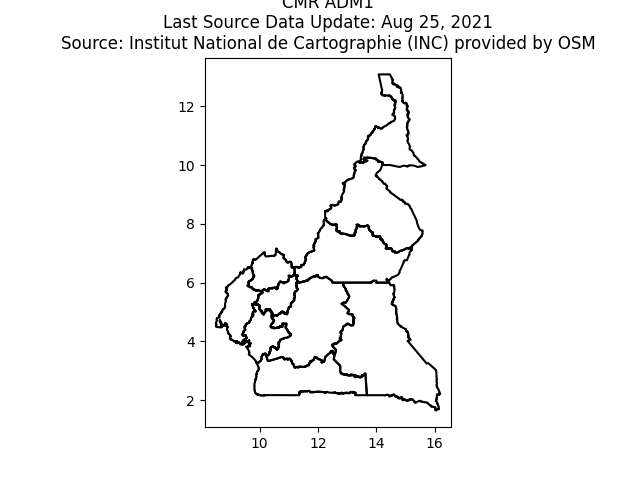 CMR ADM1
Last Source Data Update: Aug 25, 2021
Source: Institut National de Cartographie (INC) provided by OSM
12
10
8
6
4
2
10 12 14 16